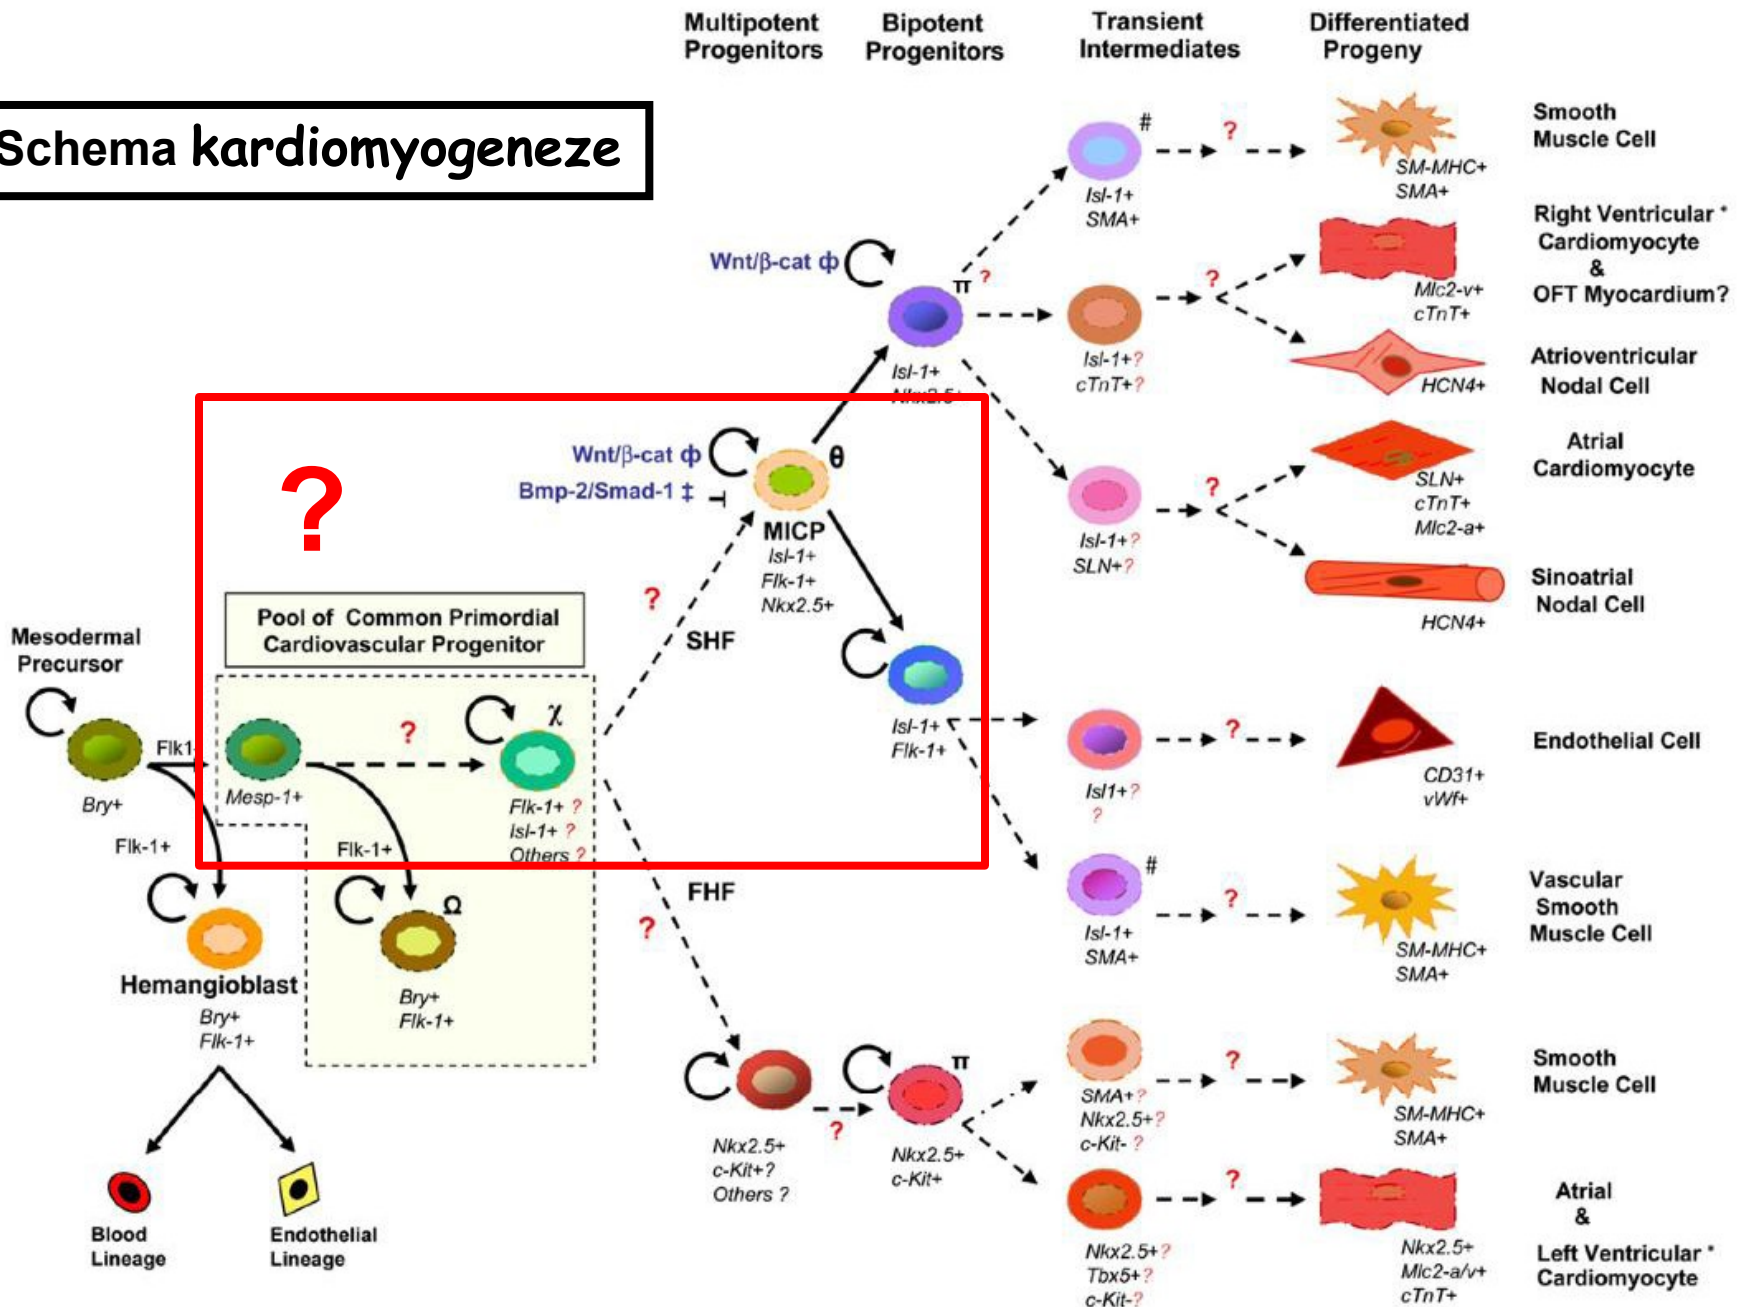 Multipotent
Progenitors
Bipotent
Progenitors
Transient
Intermediates
Differentiated
Progeny
Schema kardiomyogeneze
#
?
SM-MHC+
SMA+
Smooth
Muscle Cell
Isl-1+
SMA+
Wnt/β-cat ф
π ?
Isl-1+
Nkx2.5+
?
Isl-1+?
cTnT+?
Mlc2-v+
cTnT+
Right Ventricular *
Cardiomyocyte
&
OFT Myocardium?
HCN4+
Atrioventricular
Nodal Cell
?
Wnt/β-cat ф
Bmp-2/Smad-1 ‡
θ
MICP
Isl-1+
Flk-1+
Nkx2.5+
?
Isl-1+?
SLN+?
SLN+
cTnT+
Mlc2-a+
Atrial
Cardiomyocyte
HCN4+
Sinoatrial
Nodal Cell
Pool of Common Primordial
Cardiovascular Progenitor
?
SHF
Mesodermal
Precursor
Bry+
Flk1
Mesp-1+
?
χ
Flk-1+ ?
Isl-1+ ?
Others ?
Isl-1+
Flk-1+
Isl1+?
?
?
CD31+
vWf+
Endothelial Cell
Flk-1+
Flk-1+
Hemangioblast
Bry+
Flk-1+
Ω
Bry+
Flk-1+
FHF
?
#
Isl-1+
SMA+
?
SM-MHC+
SMA+
Vascular
Smooth
Muscle Cell
Blood
Lineage
Endothelial
Lineage
Nkx2.5+
c-Kit+?
Others ?
?
π
Nkx2.5+
c-Kit+
SMA+?
Nkx2.5+?
c-Kit- ?
?
SM-MHC+
SMA+
Smooth
Muscle Cell
Nkx2.5+?
Tbx5+?
c-Kit-?
?
Nkx2.5+
Mlc2-a/v+
cTnT+
Atrial
&
Left Ventricular *
Cardiomyocyte